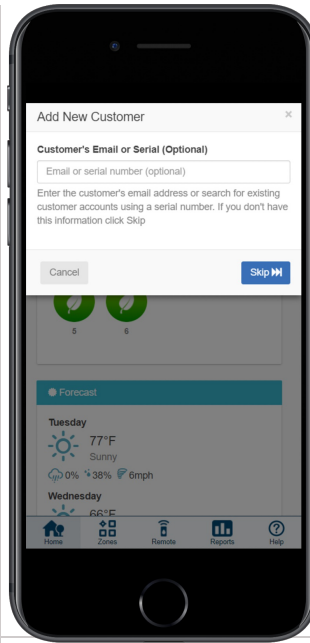 Add New Customer
×
Customer's Email or Serial (Optional)
Email or serial number (optional)
Enter the customer's email address or search for existing
customer accounts using a serial number. If you don't have
this information click Skip
Cancel
Skip
5 6
Forecast
Tuesday
77°F
Sunny
0% 38% 6mph
Wednesday
66°F
Home Zones Remote Reports Help